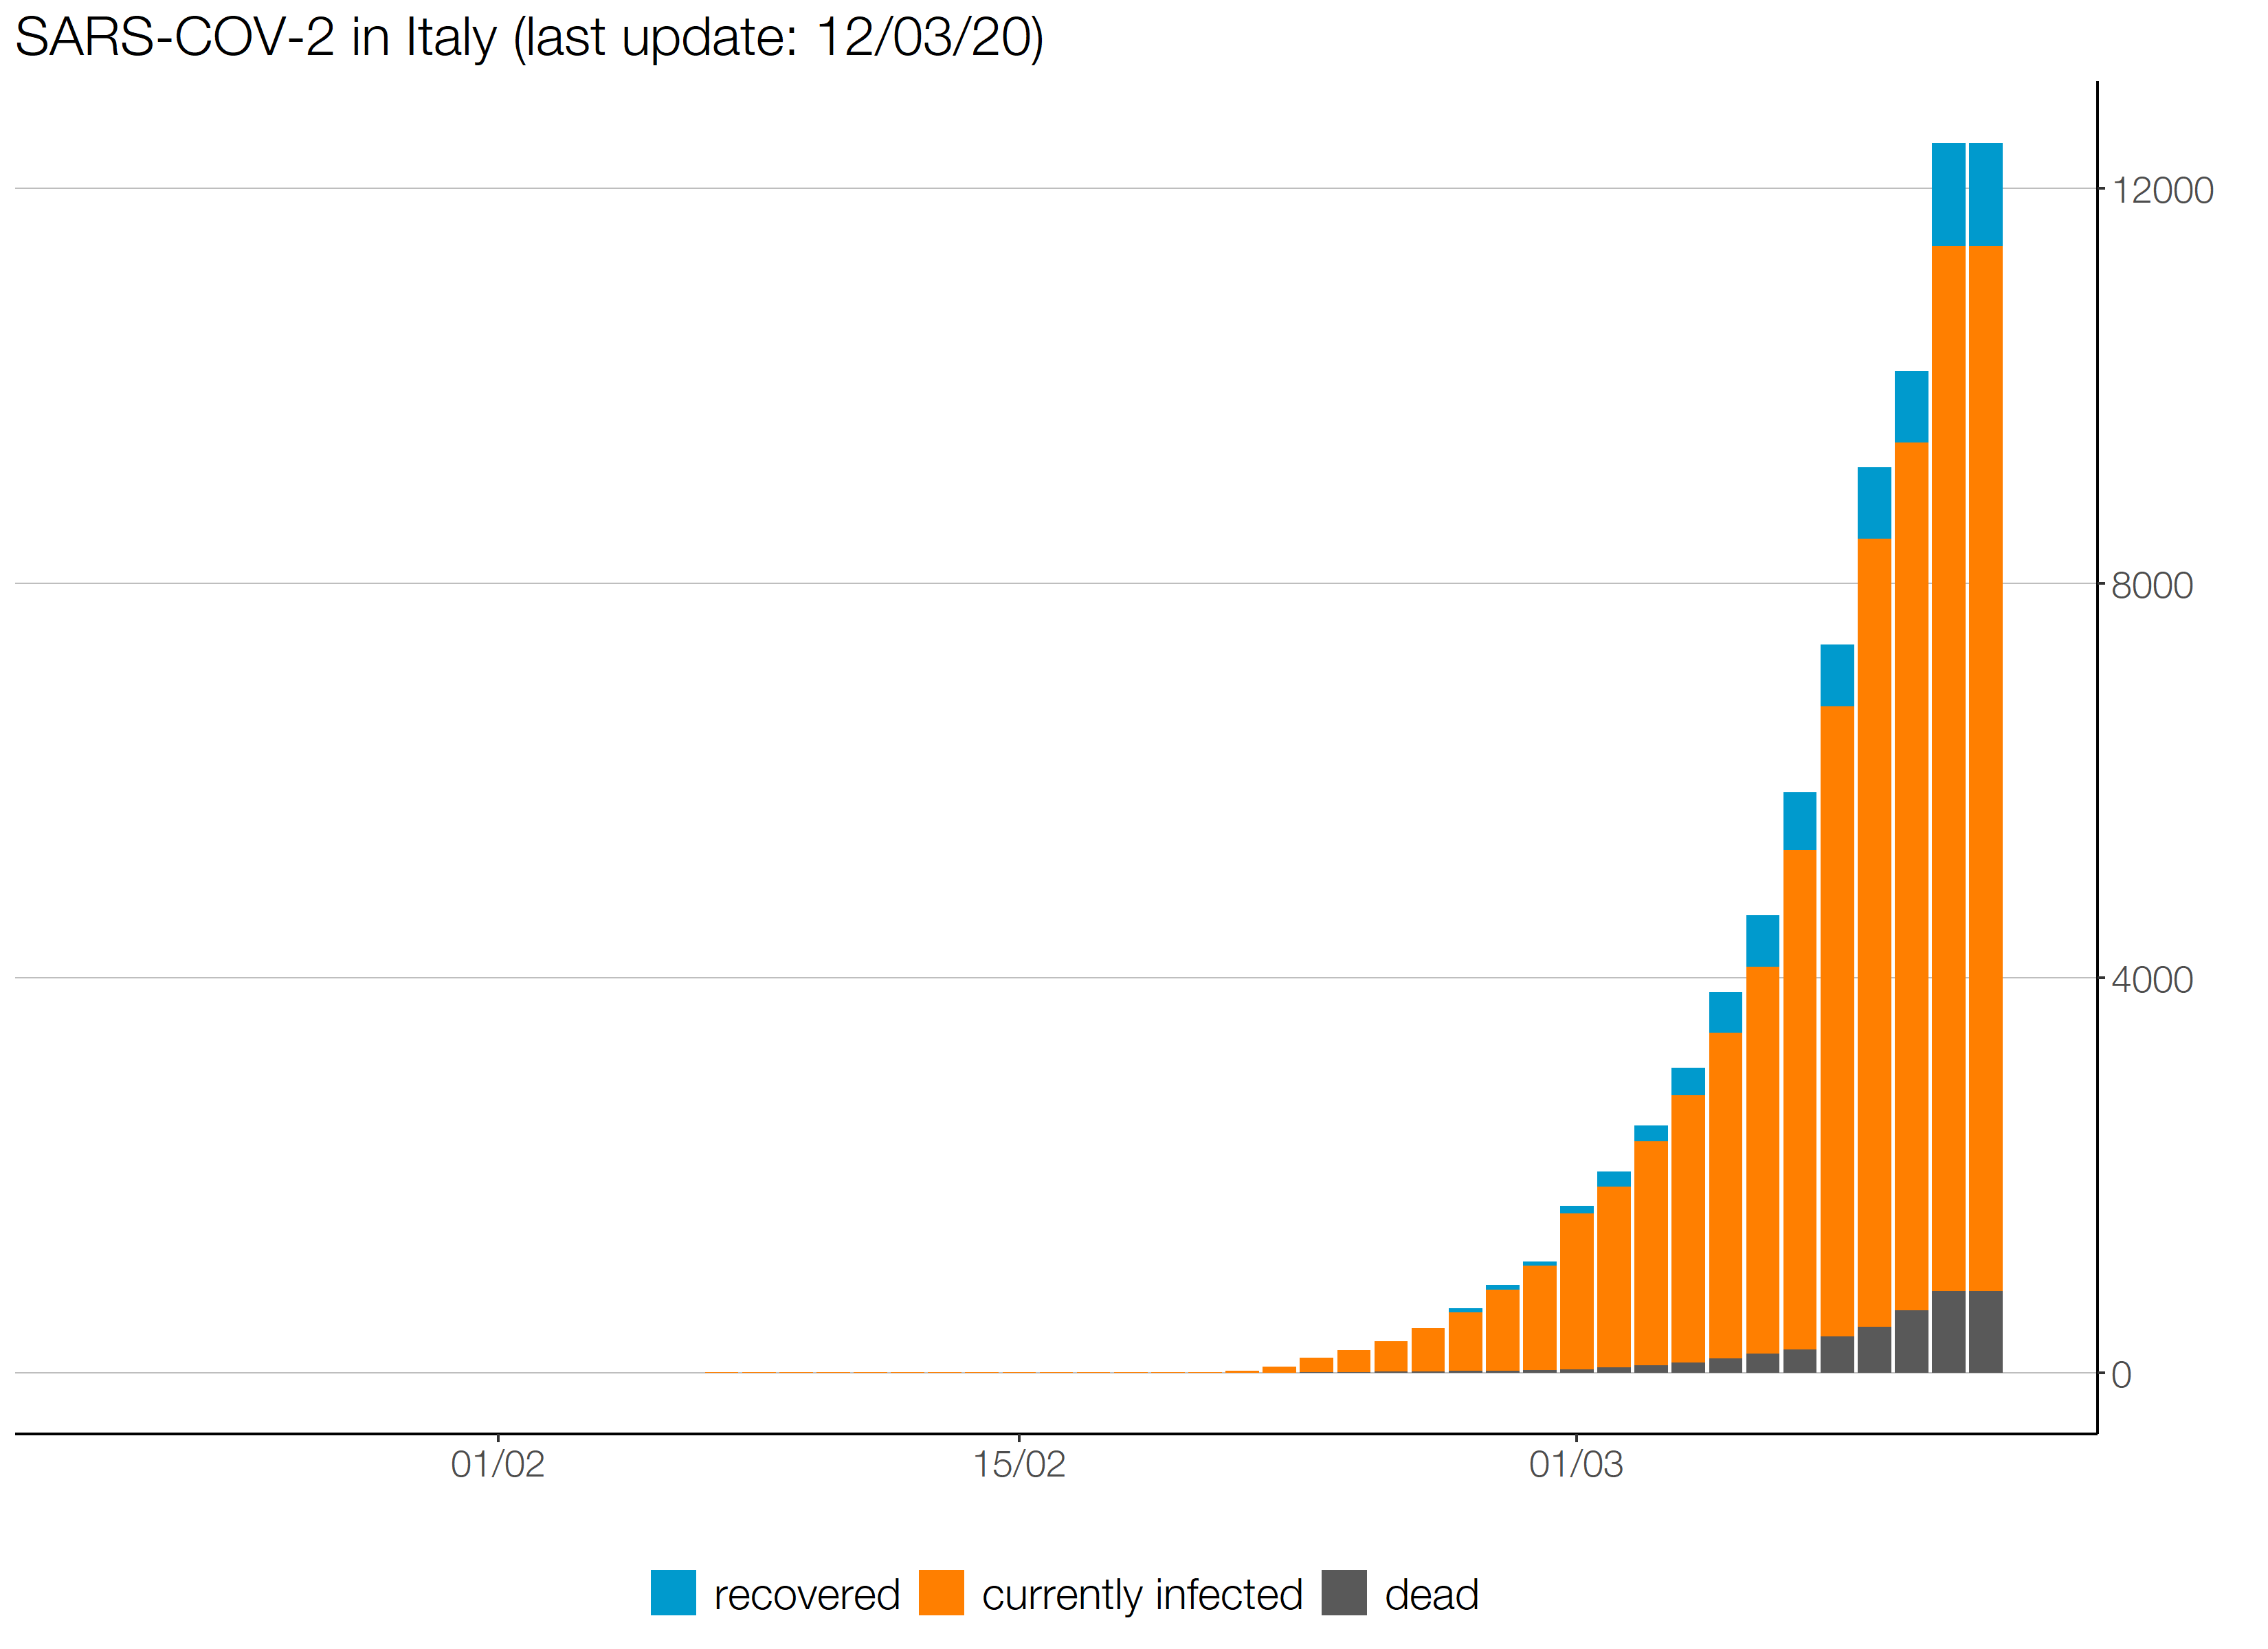 SARS-COV-2 in Italy (last update: 12/03/20)
12000
8000
4000
0
01/02 15/02 01/03
recovered currently infected dead